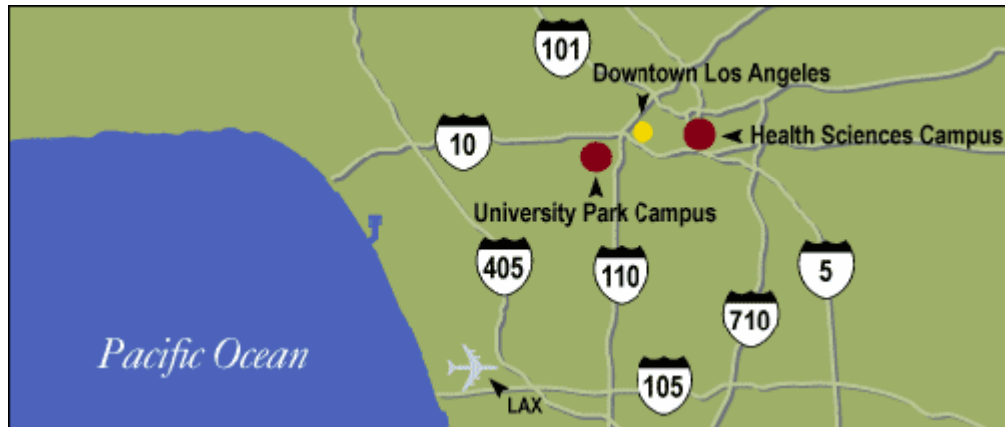 101
Downtown Los Angeles
10
Health Sciences Campus
University Park Campus
405
110
5
710
Pacific Ocean
105
LAX